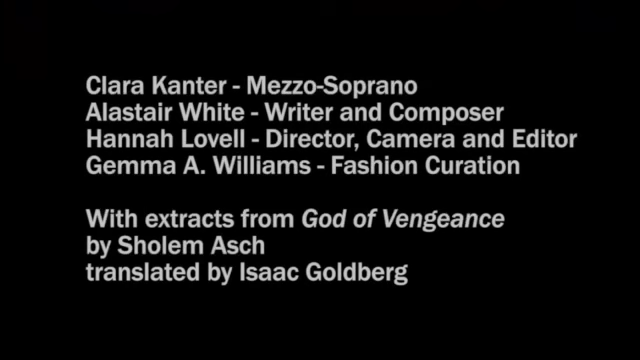 Clara Kanter - Mezzo-Soprano
Alastair White - Writer and Composer
Hannah Lovell - Director, Camera and Editor
Gemma A. Williams - Fashion Curation
With extracts from God of Vengeance
by Sholem Asch
translated by Isaac Goldberg